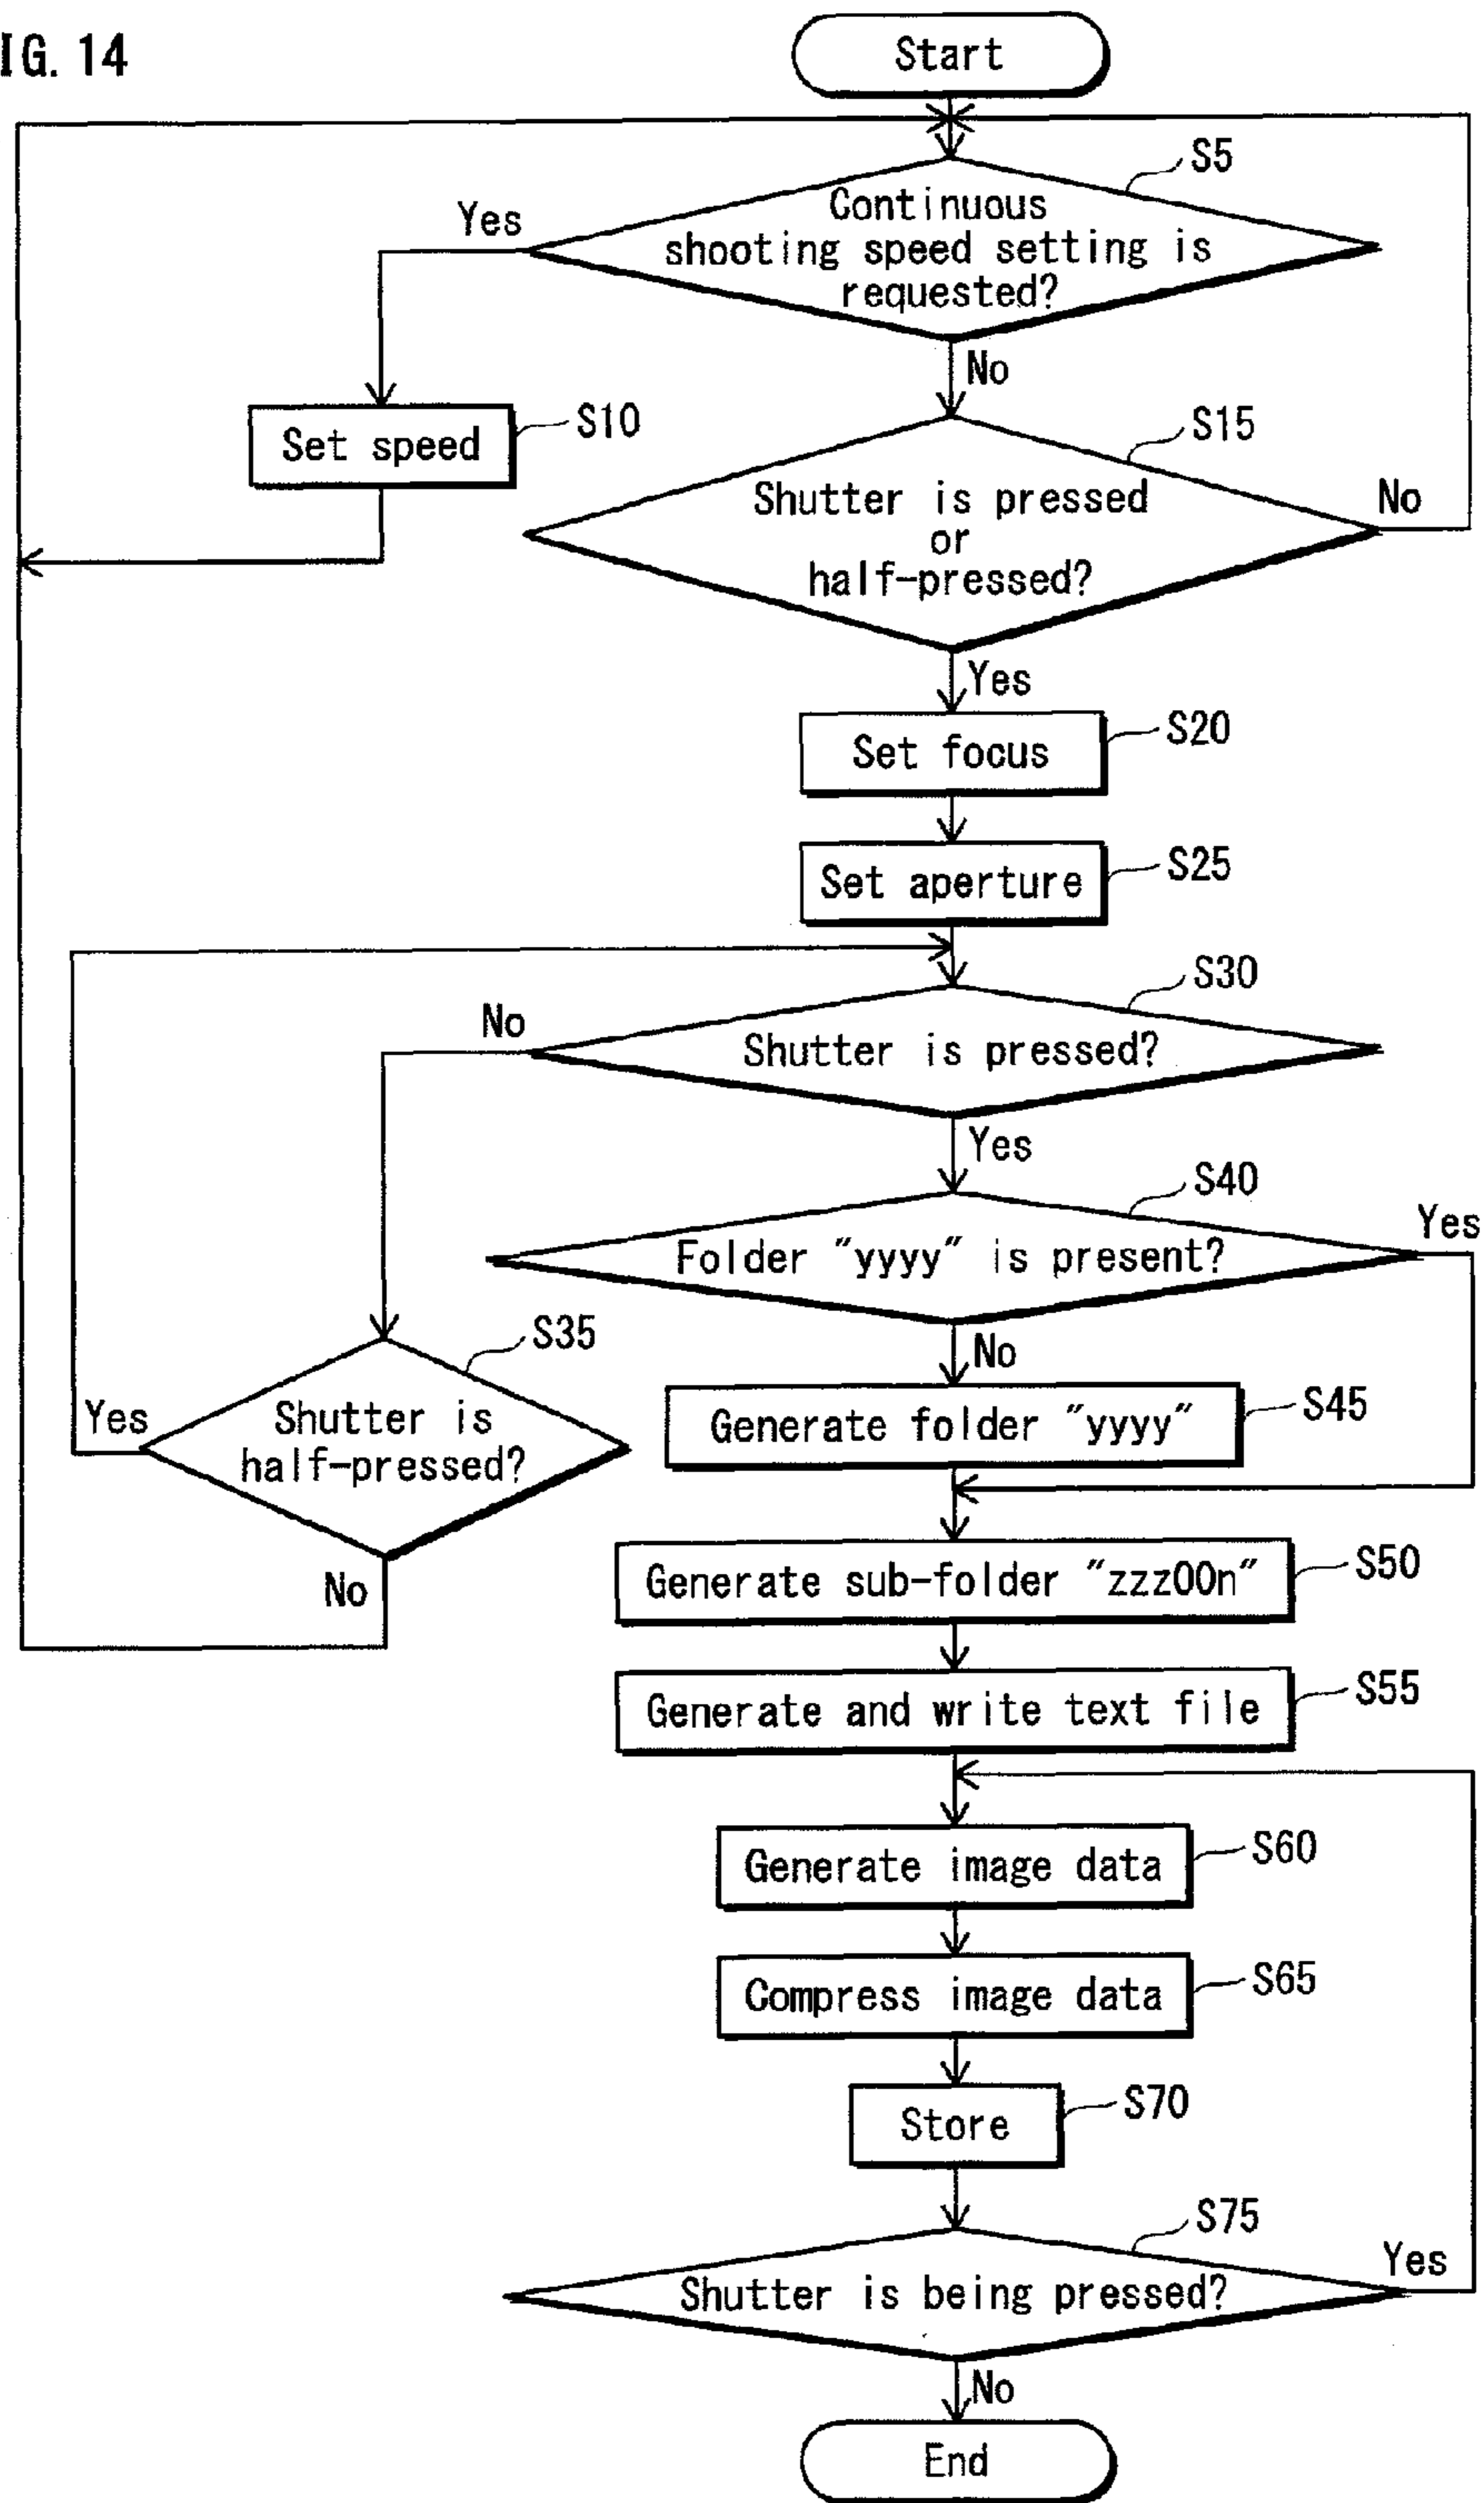 IG. 14
Start
S5
Continuous
shooting speed setting is
requested?
Yes
No
S10
Set speed
S15
Shutter is pressed
or
half-pressed?
No
Yes
S20
Set focus
S25
Set aperture
S30
No
Shutter is pressed?
Yes
S40
Yes
Folder "yyyy" is present?
No
S35
Shutter is
half-pressed?
Yes
No
S45
Generate folder "yyyy"
S50
Generate sub-folder "zzz00n"
S55
Generate and write text file
S60
Generate image data
S65
Compress image data
S70
Store
S75
Yes
Shutter is being pressed?
No
End